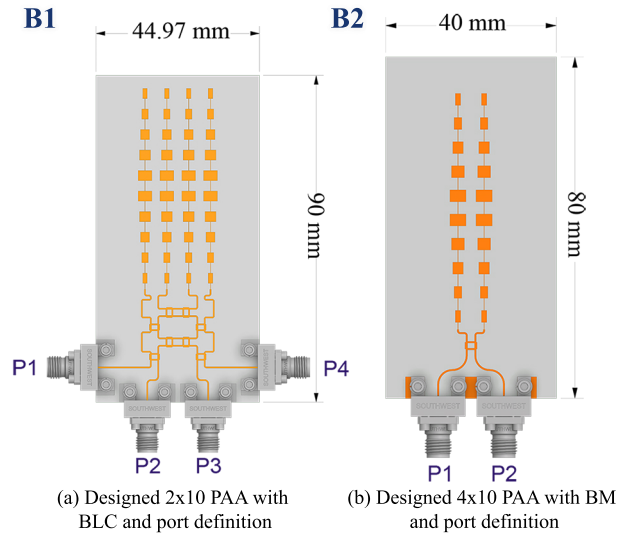 B1
B2
44.97 mm
40 mm
90 mm
80 mm
P1
P4
SOUTHWEST
SOUTHWEST
SOUTHWEST
SOUTHWEST
SOUTHWEST
SOUTHWEST
P2
P3
P1
P2
(a) Designed 2x10 PAA with
BLC and port definition
(b) Designed 4x10 PAA with BM
and port definition